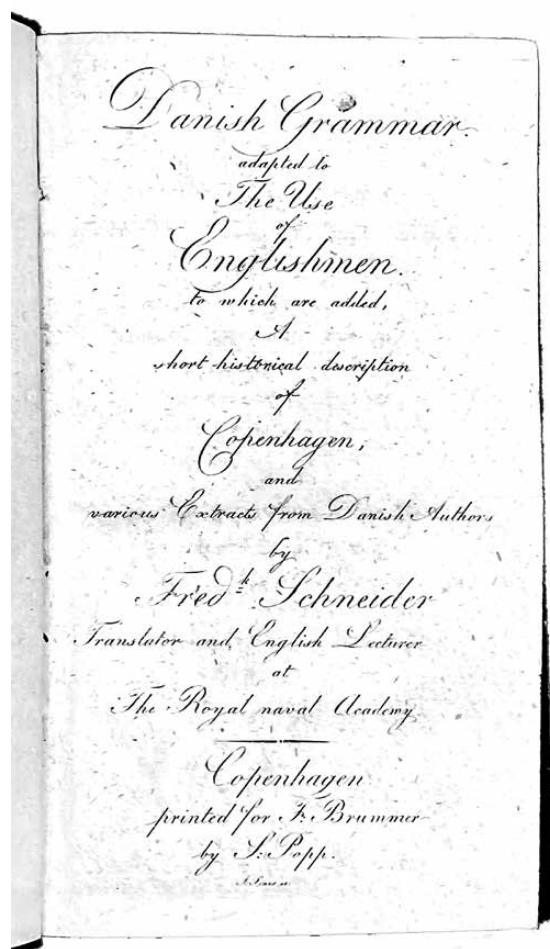 Danish Grammar.
adapted to
The Use
of
Englishmen.
to which are added,
A
short historical description
of
Copenhagen,
and
various Extracts from Danish Authors
by
Fred.k Schneider
Translator and English Lecturer
at
The Royal naval Academy
Copenhagen
printed for F: Brummer
by S: Popp.